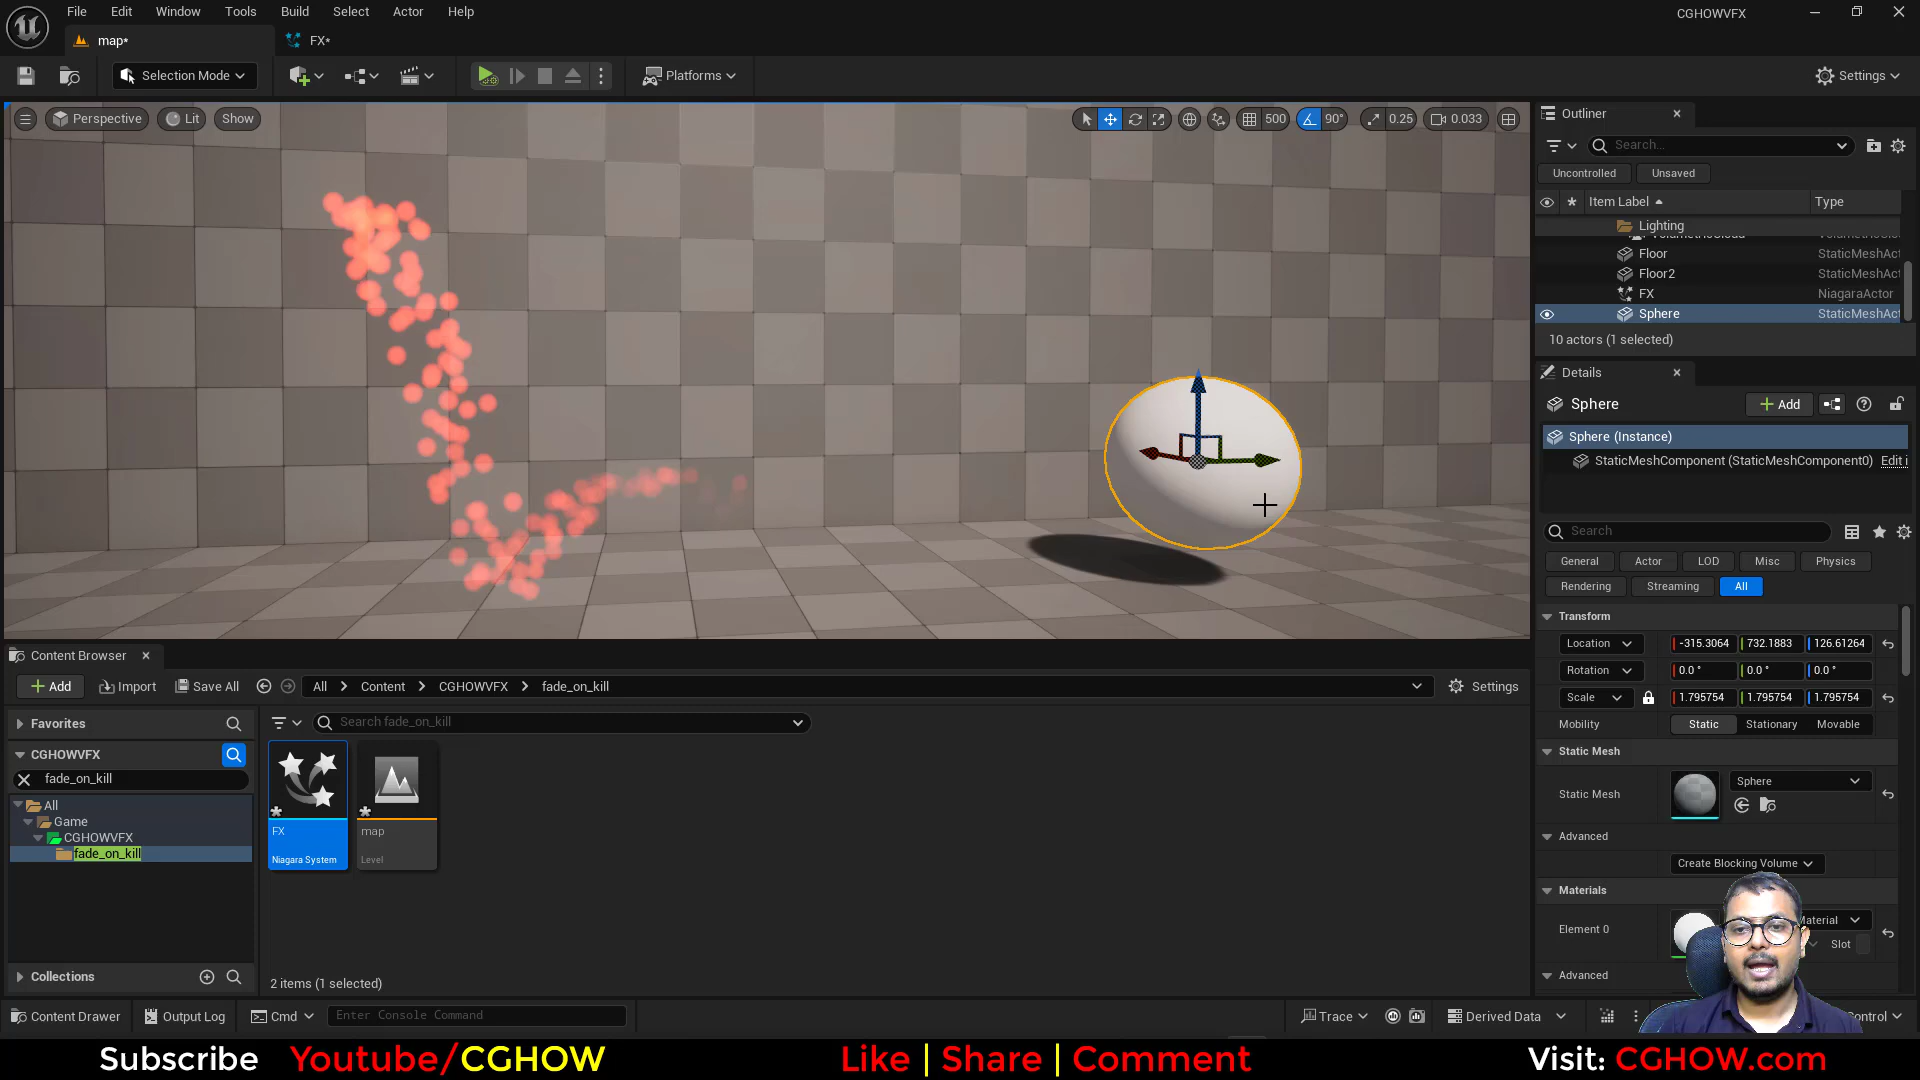 File Edit Window Tools Build Select Actor Help
CGHOWVFX
map*
FX*
Selection Mode
Platforms
Settings
Perspective
Lit
Show
500
90°
0.25
0.033
Outliner
Search...
Uncontrolled
Unsaved
Item Label
Type
Lighting
Floor
StaticMeshAct
Floor2
StaticMeshAct
FX
NiagaraActor
Sphere
StaticMeshAct
10 actors (1 selected)
Details
Sphere
Add
Sphere (Instance)
StaticMeshComponent (StaticMeshComponent0)
Edit i
Search
General
Actor
LOD
Misc
Physics
Rendering
Streaming
All
Transform
Location
-315.3064
732.1883
126.61264
Rotation
0.0 °
0.0 °
0.0 °
Scale
1.795754
1.795754
1.795754
Mobility
Static
Stationary
Movable
Static Mesh
Static Mesh
Sphere
Advanced
Create Blocking Volume
Materials
Element 0
Material
Slot
Advanced
Content Browser
Add
Import
Save All
All
Content
CGHOWVFX
fade_on_kill
Settings
Favorites
Search fade_on_kill
CGHOWVFX
fade_on_kill
All
Game
CGHOWVFX
fade_on_kill
Collections
FX
Niagara System
map
Level
2 items (1 selected)
Content Drawer
Output Log
Cmd
Enter Console Command
Trace
Derived Data
ontrol
Subscribe Youtube/CGHOW
Like | Share | Comment
Visit: CGHOW.com